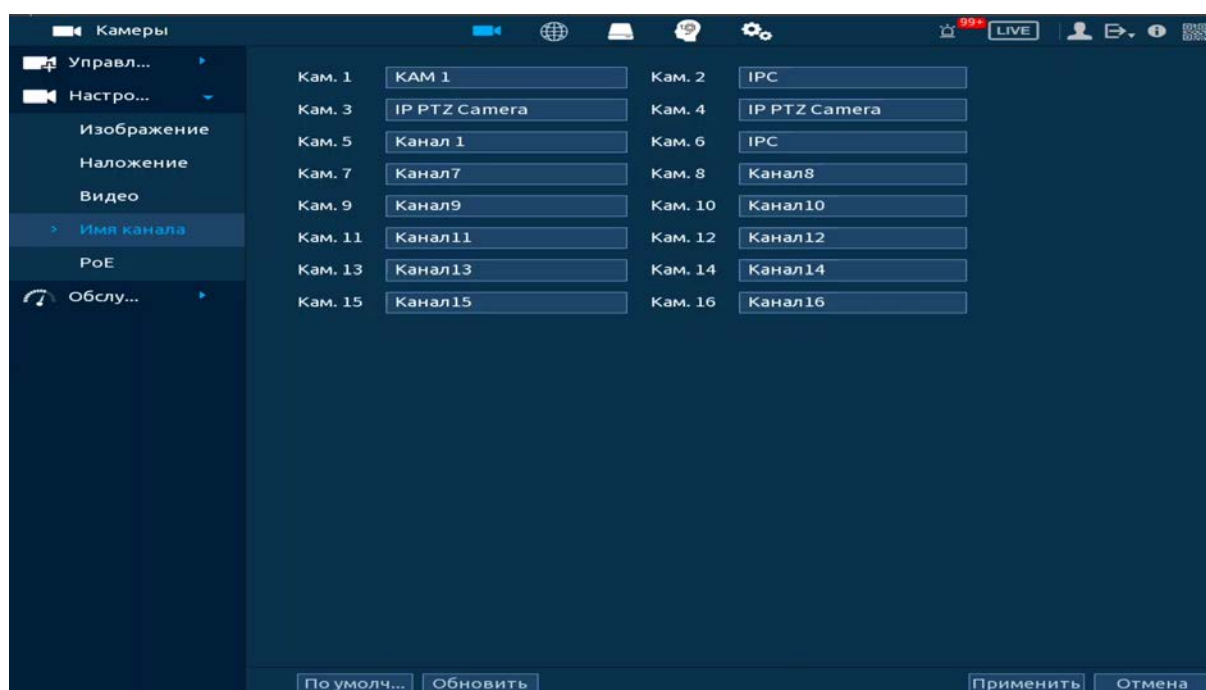 Камеры
99+ LIVE
Управл...
Настро...
Изображение
Наложение
Видео
Имя канала
PoE
Обслу...
Кам. 1 КАМ 1 Кам. 2 IPC
Кам. 3 IP PTZ Camera Кам. 4 IP PTZ Camera
Кам. 5 Канал 1 Кам. 6 IPC
Кам. 7 Канал7 Кам. 8 Канал8
Кам. 9 Канал9 Кам. 10 Канал10
Кам. 11 Канал11 Кам. 12 Канал12
Кам. 13 Канал13 Кам. 14 Канал14
Кам. 15 Канал15 Кам. 16 Канал16
По умолч... Обновить Применить Отмена